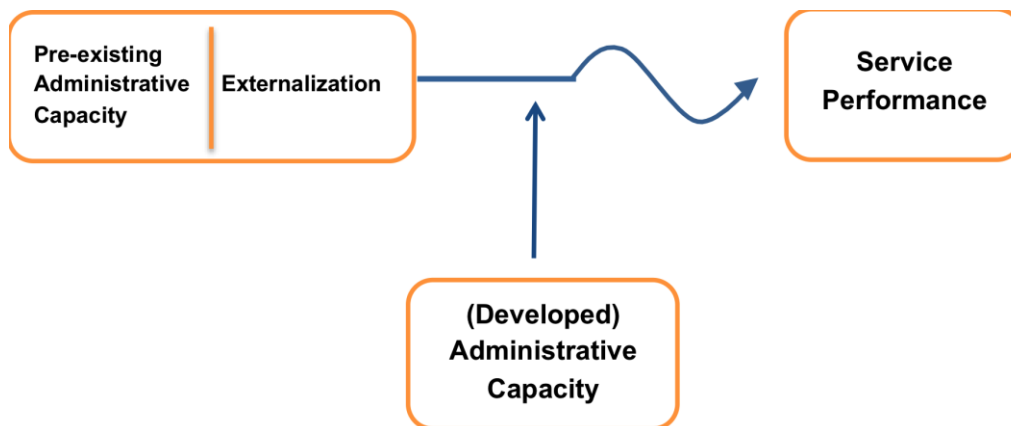 Pre-existing
Administrative
Capacity
Externalization
Service
Performance
(Developed)
Administrative
Capacity